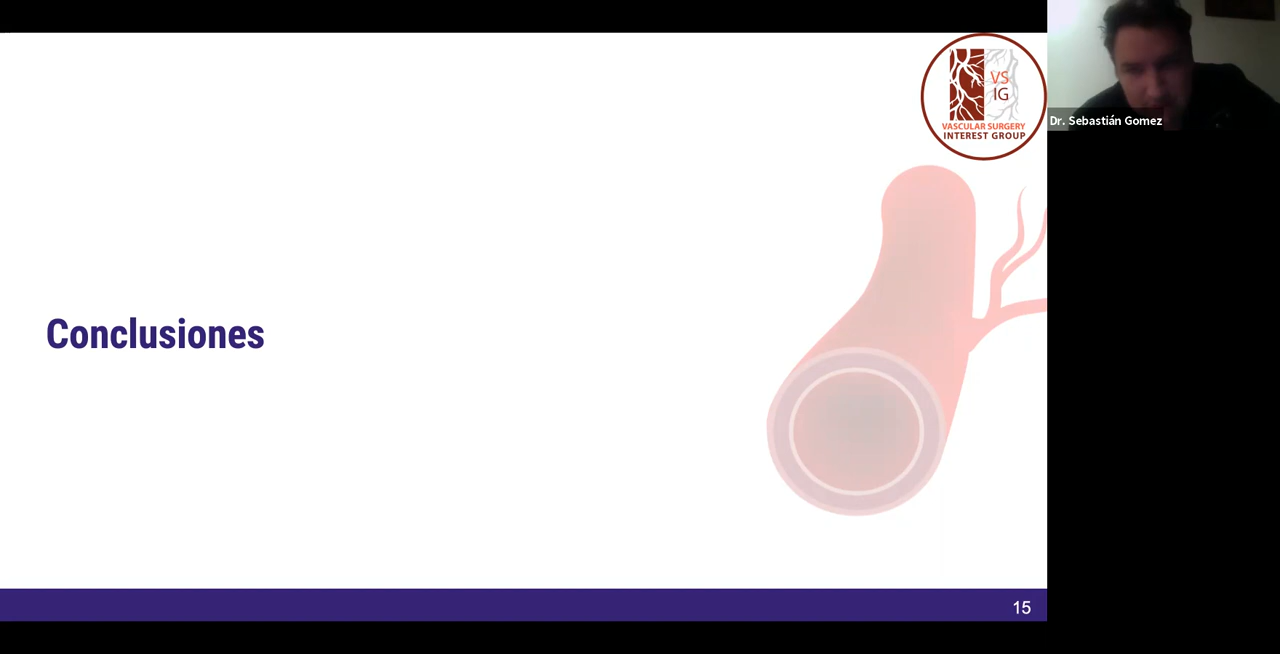 VS
IG
VASCULAR SURGERY
INTEREST GROUP
Dr. Sebastián Gomez
Conclusiones
15